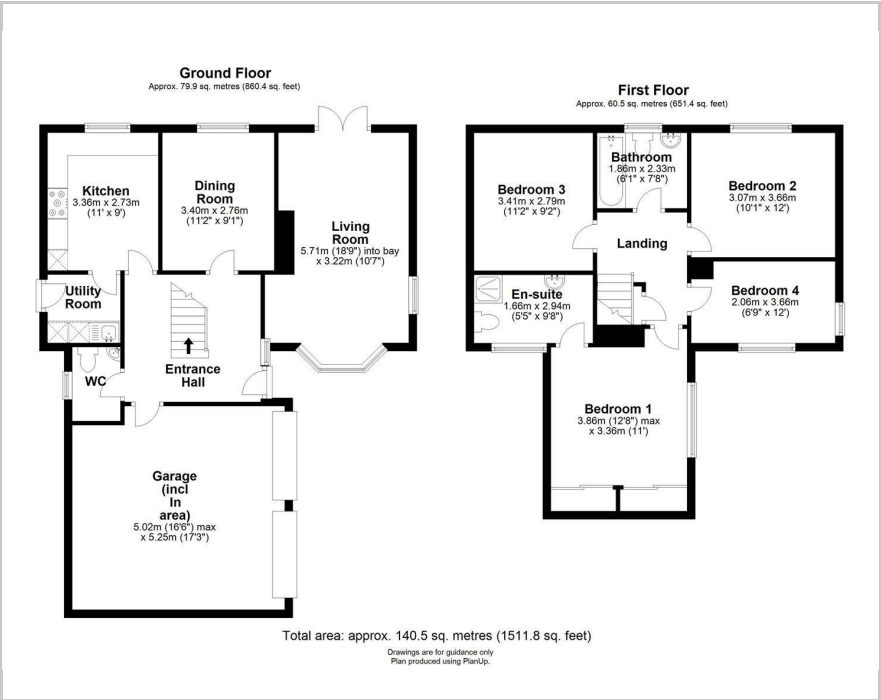 Ground Floor
Approx. 79.9 sq. metres (860.4 sq. feet)
Kitchen
3.36m x 2.73m
(11' x 9')
Dining
Room
3.40m x 2.76m
(11'2" x 9'1")
Living
Room
5.71m (18'9") into bay
x 3.22m (10'7")
Utility
Room
WC
Entrance
Hall
Garage
(incl
In
area)
5.02m (16'6") max
x 5.25m (17'3")
First Floor
Approx. 60.5 sq. metres (651.4 sq. feet)
Bedroom 3
3.41m x 2.79m
(11'2" x 9'2")
Bathroom
1.86m x 2.33m
(6'1" x 7'8")
Bedroom 2
3.07m x 3.66m
(10'1" x 12')
Landing
En-suite
1.66m x 2.94m
(5'5" x 9'8")
Bedroom 4
2.06m x 3.66m
(6'9" x 12')
Bedroom 1
3.86m (12'8") max
x 3.36m (11')
Total area: approx. 140.5 sq. metres (1511.8 sq. feet)
Drawings are for guidance only
Plan produced using PlanUp.